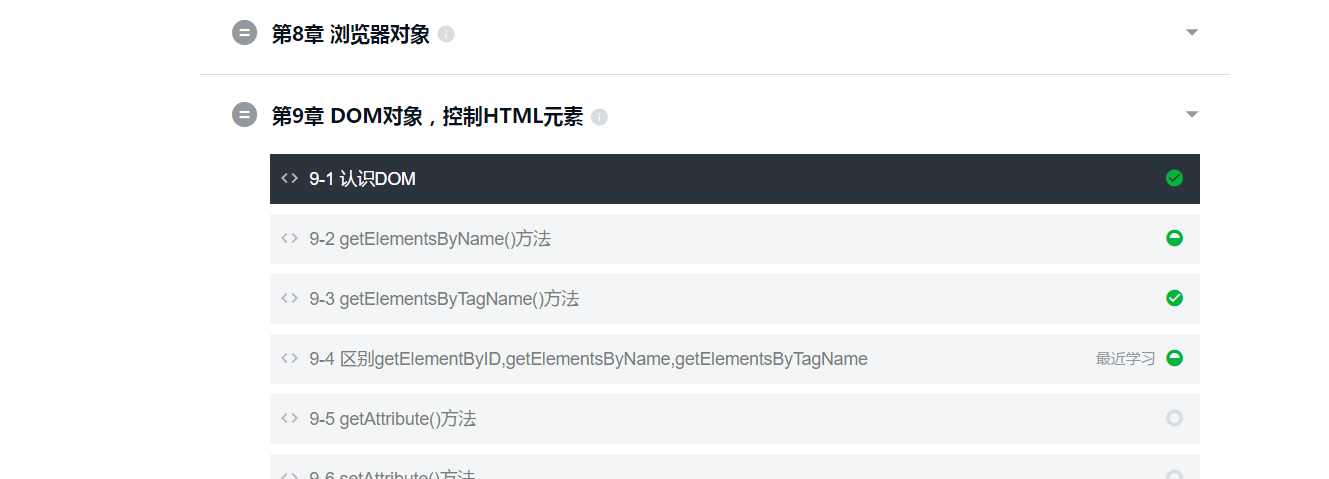 第8章 浏览器对象
第9章 DOM对象，控制HTML元素
9-1 认识DOM
9-2 getElementsByName()方法
9-3 getElementsByTagName()方法
9-4 区别getElementByID,getElementsByName,getElementsByTagName 最近学习
9-5 getAttribute()方法
9-6 setAttribute()方法